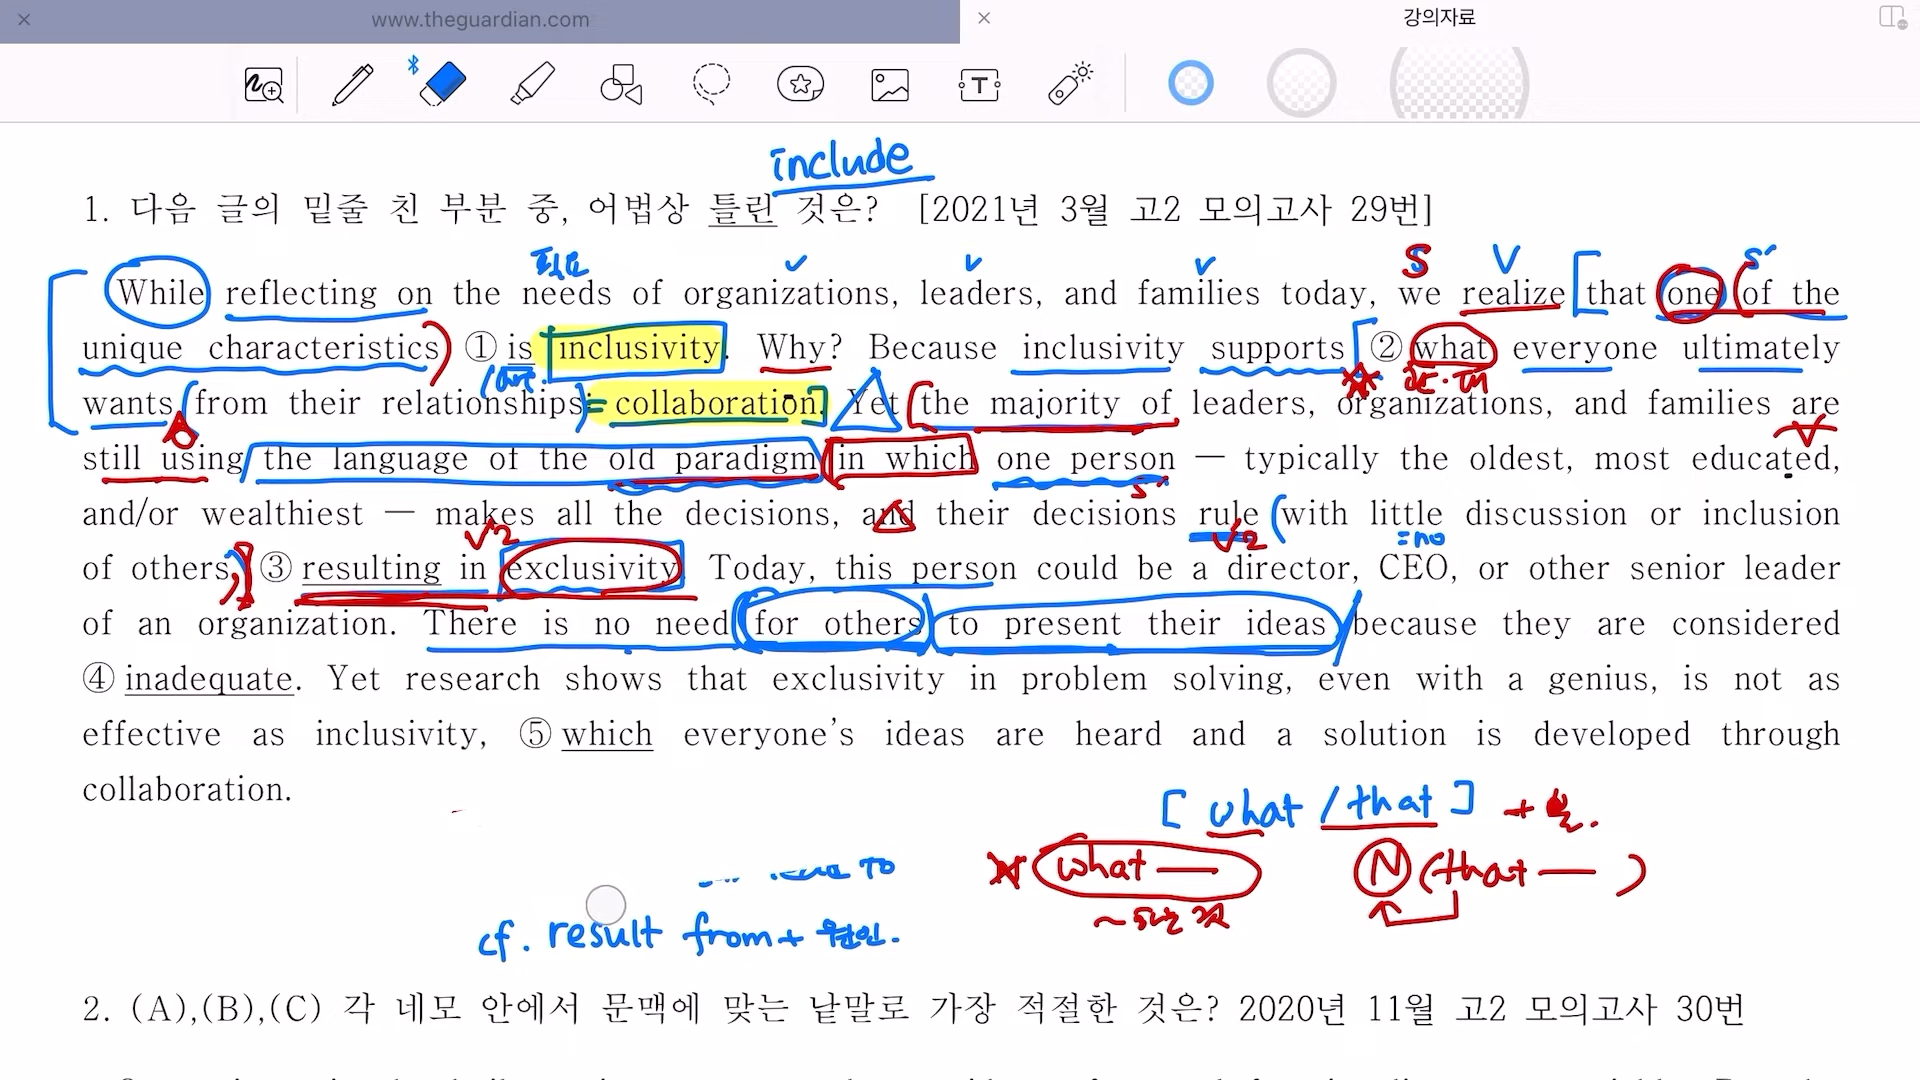 www.theguardian.com
강의자료
include
1. 다음 글의 밑줄 친 부분 중, 어법상 틀린 것은? [2021년 3월 고2 모의고사 29번]
필요 S V S'
While reflecting on the needs of organizations, leaders, and families today, we realize that one of the
unique characteristics ① is inclusivity. Why? Because inclusivity supports ② what everyone ultimately
are
wants from their relationships: collaboration. Yet the majority of leaders, organizations, and families are
V
still using the language of the old paradigm in which one person — typically the oldest, most educated,
S'
and/or wealthiest — makes all the decisions, and their decisions rule with little discussion or inclusion
V2 V2 =no
of others, ③ resulting in exclusivity. Today, this person could be a director, CEO, or other senior leader
of an organization. There is no need for others to present their ideas because they are considered
④ inadequate. Yet research shows that exclusivity in problem solving, even with a genius, is not as
effective as inclusivity, ⑤ which everyone's ideas are heard and a solution is developed through
collaboration.
[ what / that ] +
what N (that )
to
~ 하는 것
cf. result from + 원인.
2. (A),(B),(C) 각 네모 안에서 문맥에 맞는 낱말로 가장 적절한 것은? 2020년 11월 고2 모의고사 30번